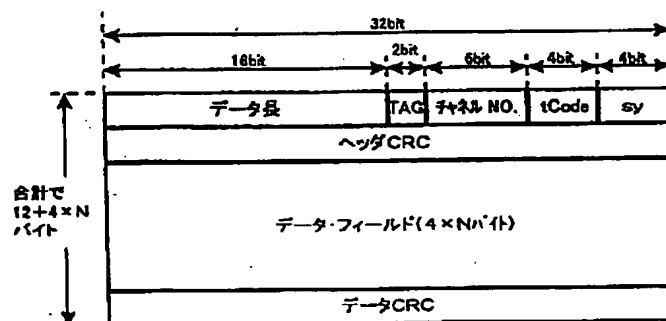 32bit
16bit 2bit 6bit 4bit 4bit
データ長 TAG チャネル NO. tCode sy
ヘッダCRC
合計で
12+4×N
バイト
データ・フィールド(4×Nバイト)
データCRC